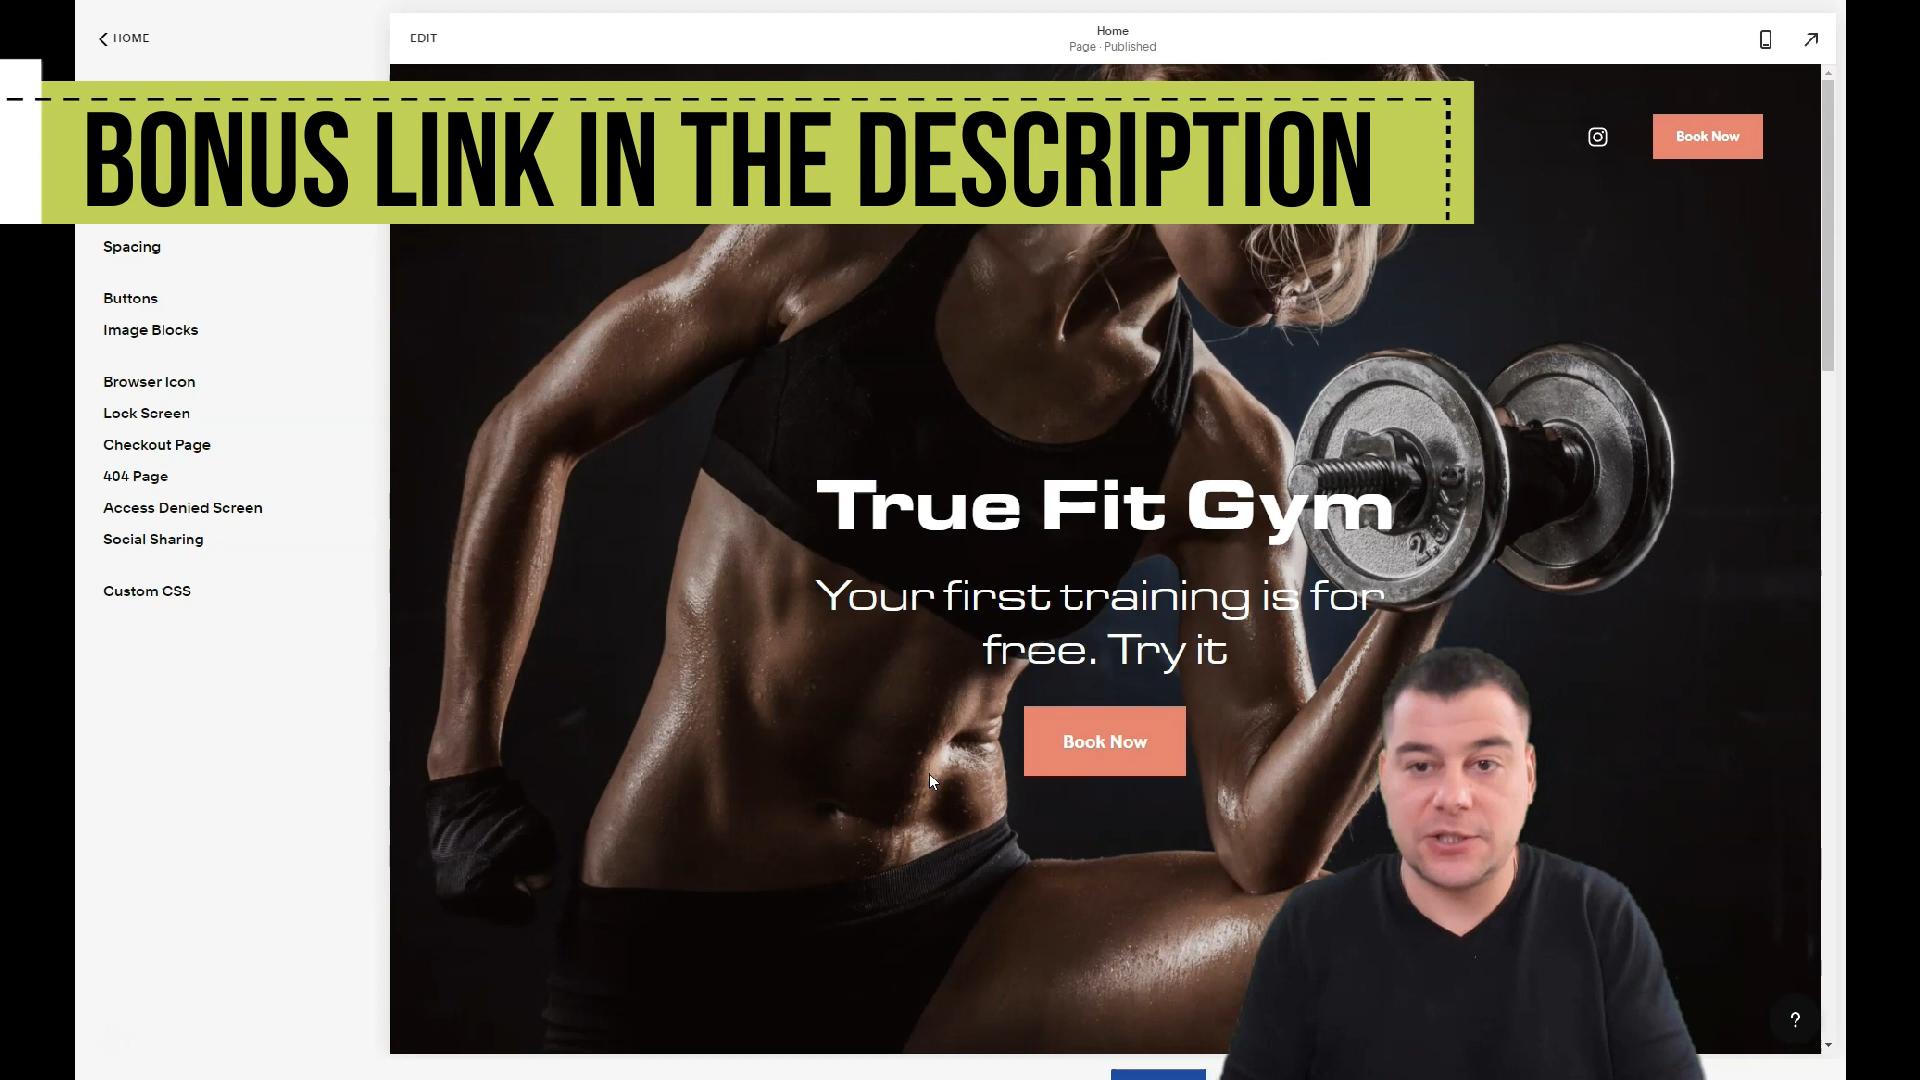 HOME
EDIT
Home
Page · Published
BONUS LINK IN THE DESCRIPTION
Book Now
Spacing
Buttons
Image Blocks
Browser Icon
Lock Screen
Checkout Page
404 Page
Access Denied Screen
Social Sharing
Custom CSS
True Fit Gym
Your first training is for
free. Try it
Book Now
2.5KG
?